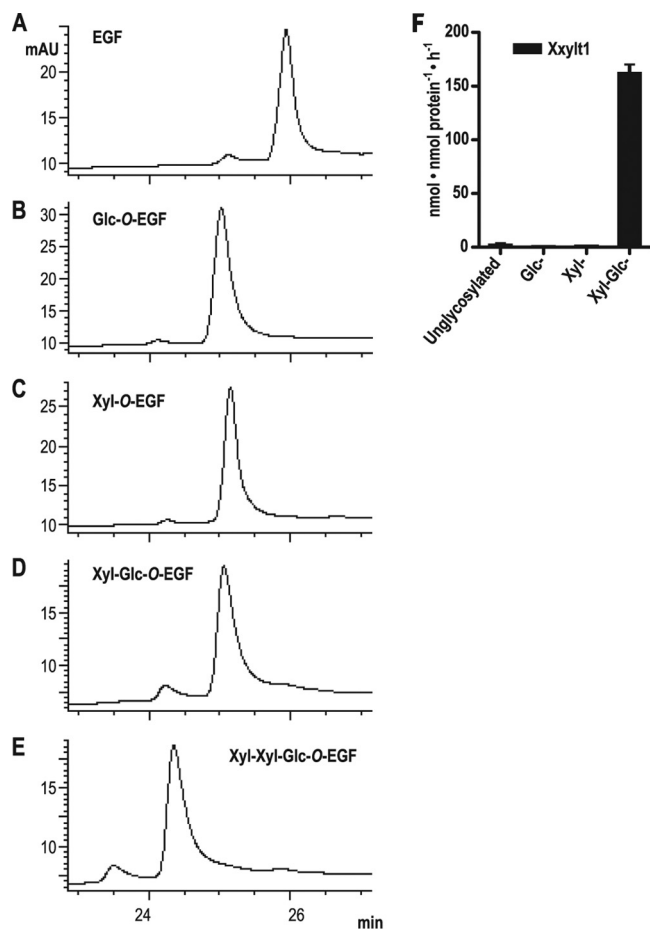 A
mAU
EGF
20
10
B
Glc-O-EGF
30
25
20
15
10
C
Xyl-O-EGF
25
20
15
10
D
Xyl-Glc-O-EGF
15
10
E
Xyl-Xyl-Glc-O-EGF
15
10
24
26
min
F
Xxylt1
nmol • nmol protein⁻¹ • h⁻¹
200
150
100
50
0
Unglycosylated
Glc-
Xyl-
Xyl-Glc-